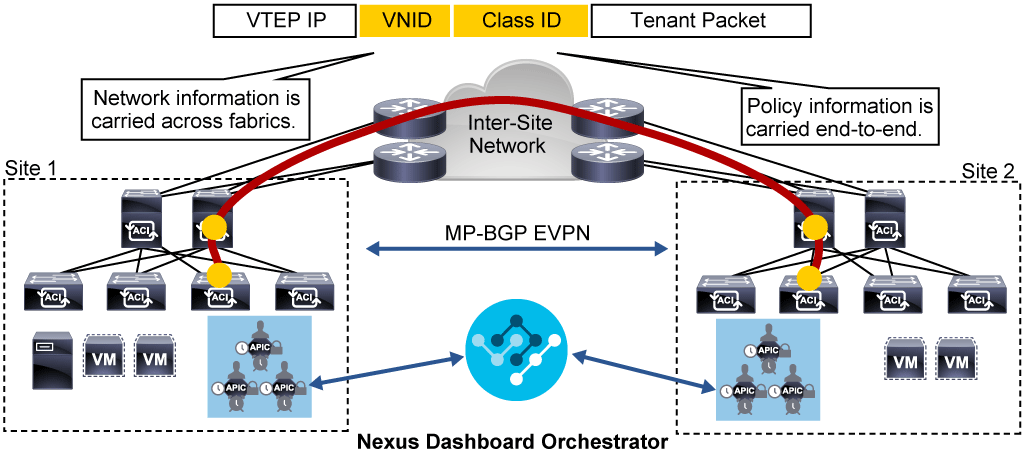 VTEP IP
VNID
Class ID
Tenant Packet
Network information is
carried across fabrics.
Policy information is
carried end-to-end.
Inter-Site
Network
Site 1
Site 2
ACI
ACI
ACI
ACI
MP-BGP EVPN
ACI
ACI
ACI
ACI
ACI
ACI
ACI
ACI
VM
VM
APIC
APIC
APIC
APIC
APIC
APIC
VM
VM
Nexus Dashboard Orchestrator